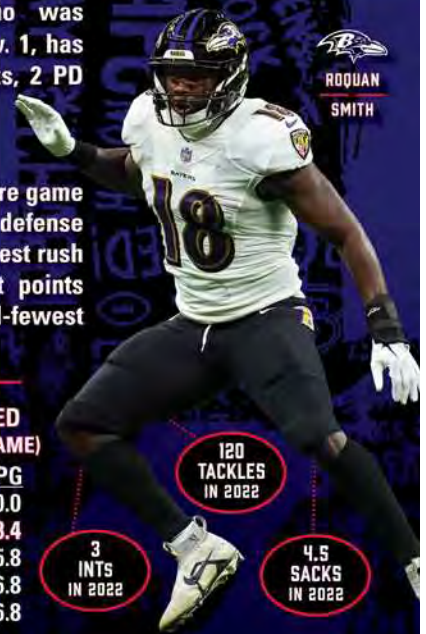 was
. 1, has
s, 2 PD
re game
defense
est rush
points
-fewest
ROQUAN
SMITH
RAVENS
18
ED
AME)
PG
0.0
3.4
5.8
6.8
6.8
120
TACKLES
IN 2022
3
INTs
IN 2022
4.5
SACKS
IN 2022